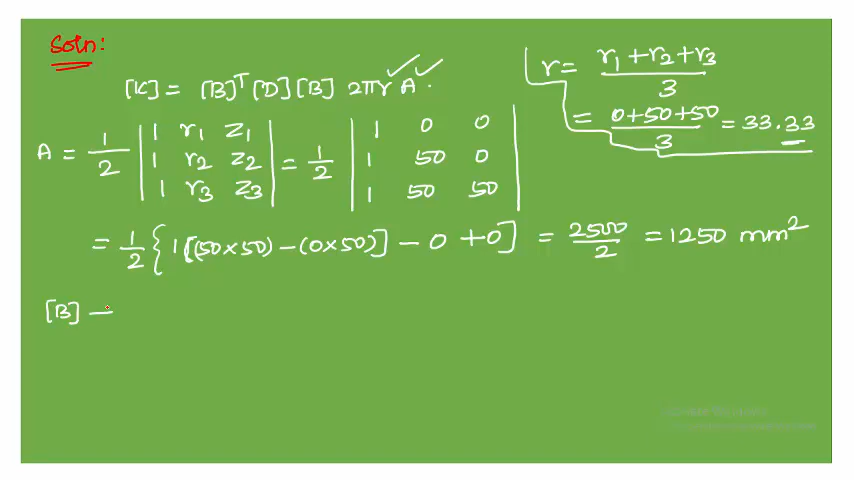 Soln:
[K] = [B]ᵀ [D] [B] 2πr A.
r = (r₁ + r₂ + r₃) / 3
= (0+50+50) / 3 = 33.33
A = 1/2 | 1 r₁ z₁ | = 1/2 | 1 0 0 |
| 1 r₂ z₂ | | 1 50 0 |
| 1 r₃ z₃ | | 1 50 50 |
= 1/2 { 1 [(50×50) − (0×50)] − 0 + 0 ] = 2500/2 = 1250 mm²
[B] —